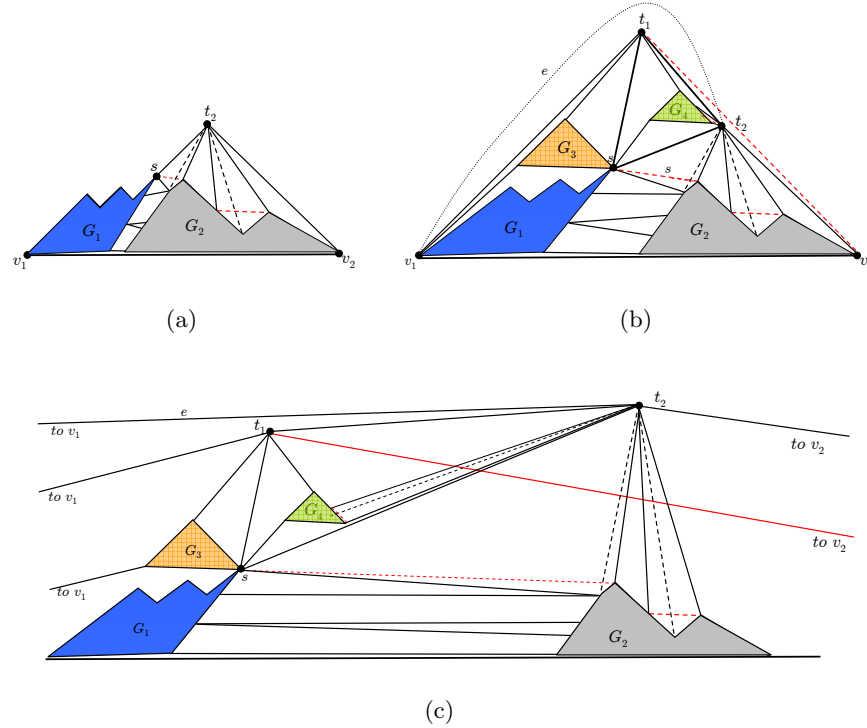 t₁
e
t₂
t₂
G₄
s
G₃
s
s
G₁
G₂
G₁
G₂
v₁
v₂
v₁
v
(a)
(b)
t₂
e
to v₁
t₁
to v₂
to v₁
G₄
to v₂
G₃
s
to v₁
G₁
G₂
(c)